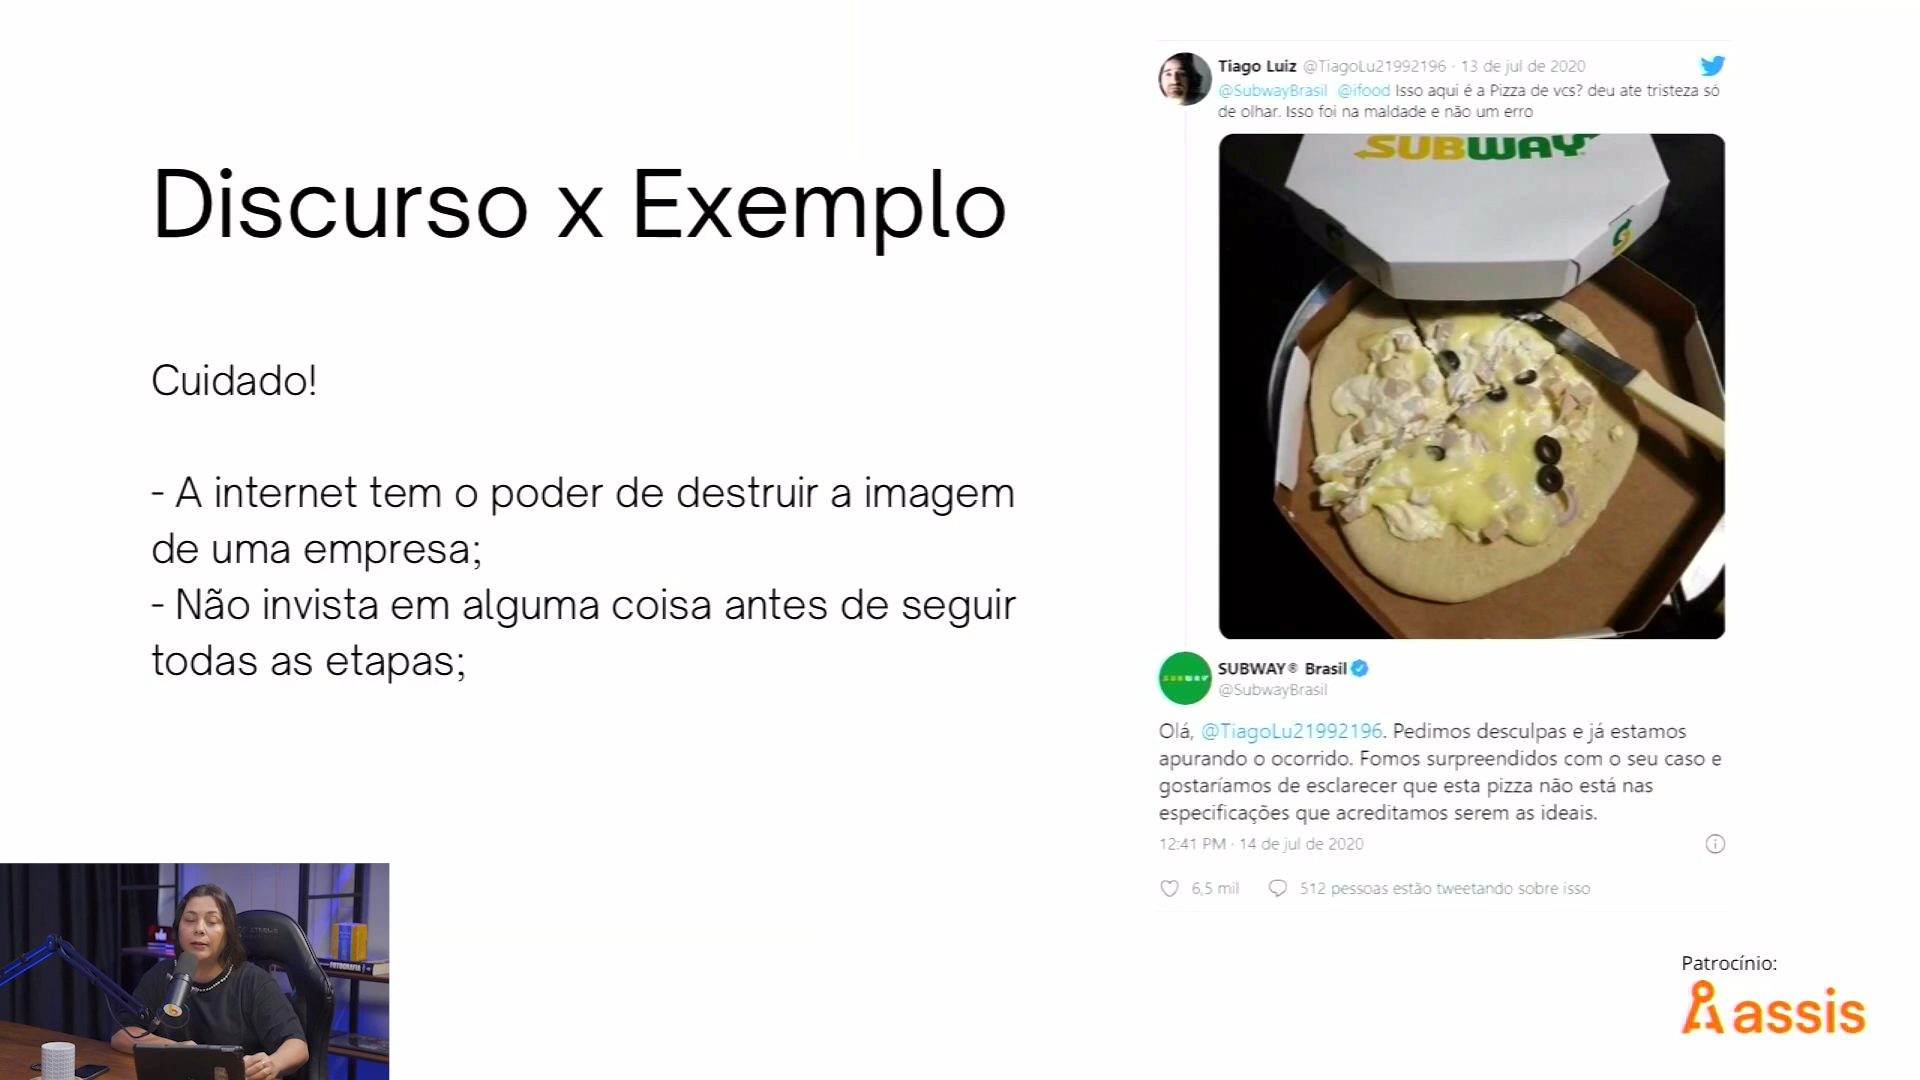 Discurso x Exemplo
Cuidado!
- A internet tem o poder de destruir a imagem
de uma empresa;
- Não invista em alguma coisa antes de seguir
todas as etapas;
Tiago Luiz @TiagoLu21992196 · 13 de jul de 2020
@SubwayBrasil @ifood Isso aqui é a Pizza de vcs? deu ate tristeza só
de olhar. Isso foi na maldade e não um erro
SUBWAY
SUBWAY
SUBWAY® Brasil
@SubwayBrasil
Olá, @TiagoLu21992196. Pedimos desculpas e já estamos
apurando o ocorrido. Fomos surpreendidos com o seu caso e
gostaríamos de esclarecer que esta pizza não está nas
especificações que acreditamos serem as ideais.
12:41 PM · 14 de jul de 2020
6,5 mil
512 pessoas estão tweetando sobre isso
FOTOGRAFIA
Patrocínio:
assis